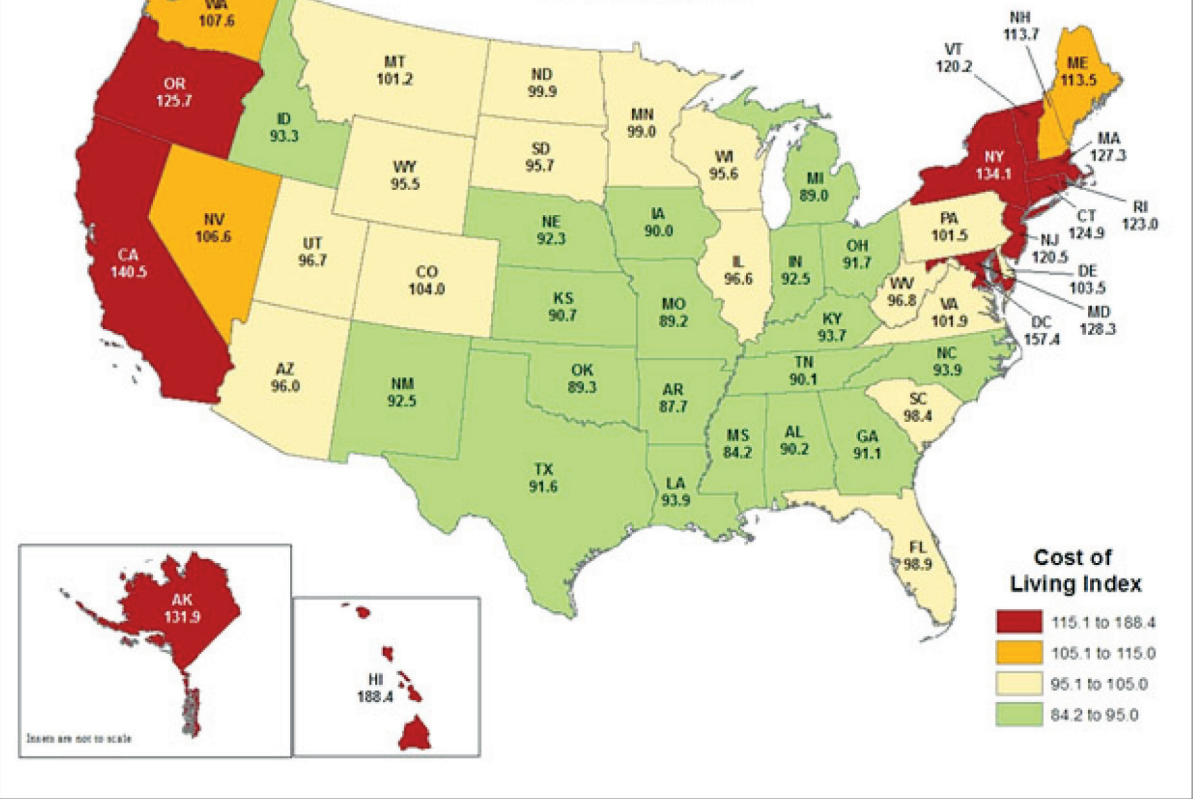 WA
107.6
OR
125.7
CA
140.5
NV
106.6
ID
93.3
MT
101.2
WY
95.5
UT
96.7
CO
104.0
AZ
96.0
NM
92.5
ND
99.9
SD
95.7
NE
92.3
KS
90.7
OK
89.3
TX
91.6
MN
99.0
IA
90.0
MO
89.2
AR
87.7
LA
93.9
WI
95.6
IL
96.6
MI
89.0
IN
92.5
OH
91.7
KY
93.7
TN
90.1
MS
84.2
AL
90.2
GA
91.1
FL
98.9
SC
98.4
NC
93.9
VA
101.9
WV
96.8
PA
101.5
NY
134.1
VT
120.2
NH
113.7
ME
113.5
MA
127.3
RI
123.0
CT
124.9
NJ
120.5
DE
103.5
MD
128.3
DC
157.4
AK
131.9
Insets are not to scale
HI
188.4
Cost of
Living Index
115.1 to 188.4
105.1 to 115.0
95.1 to 105.0
84.2 to 95.0